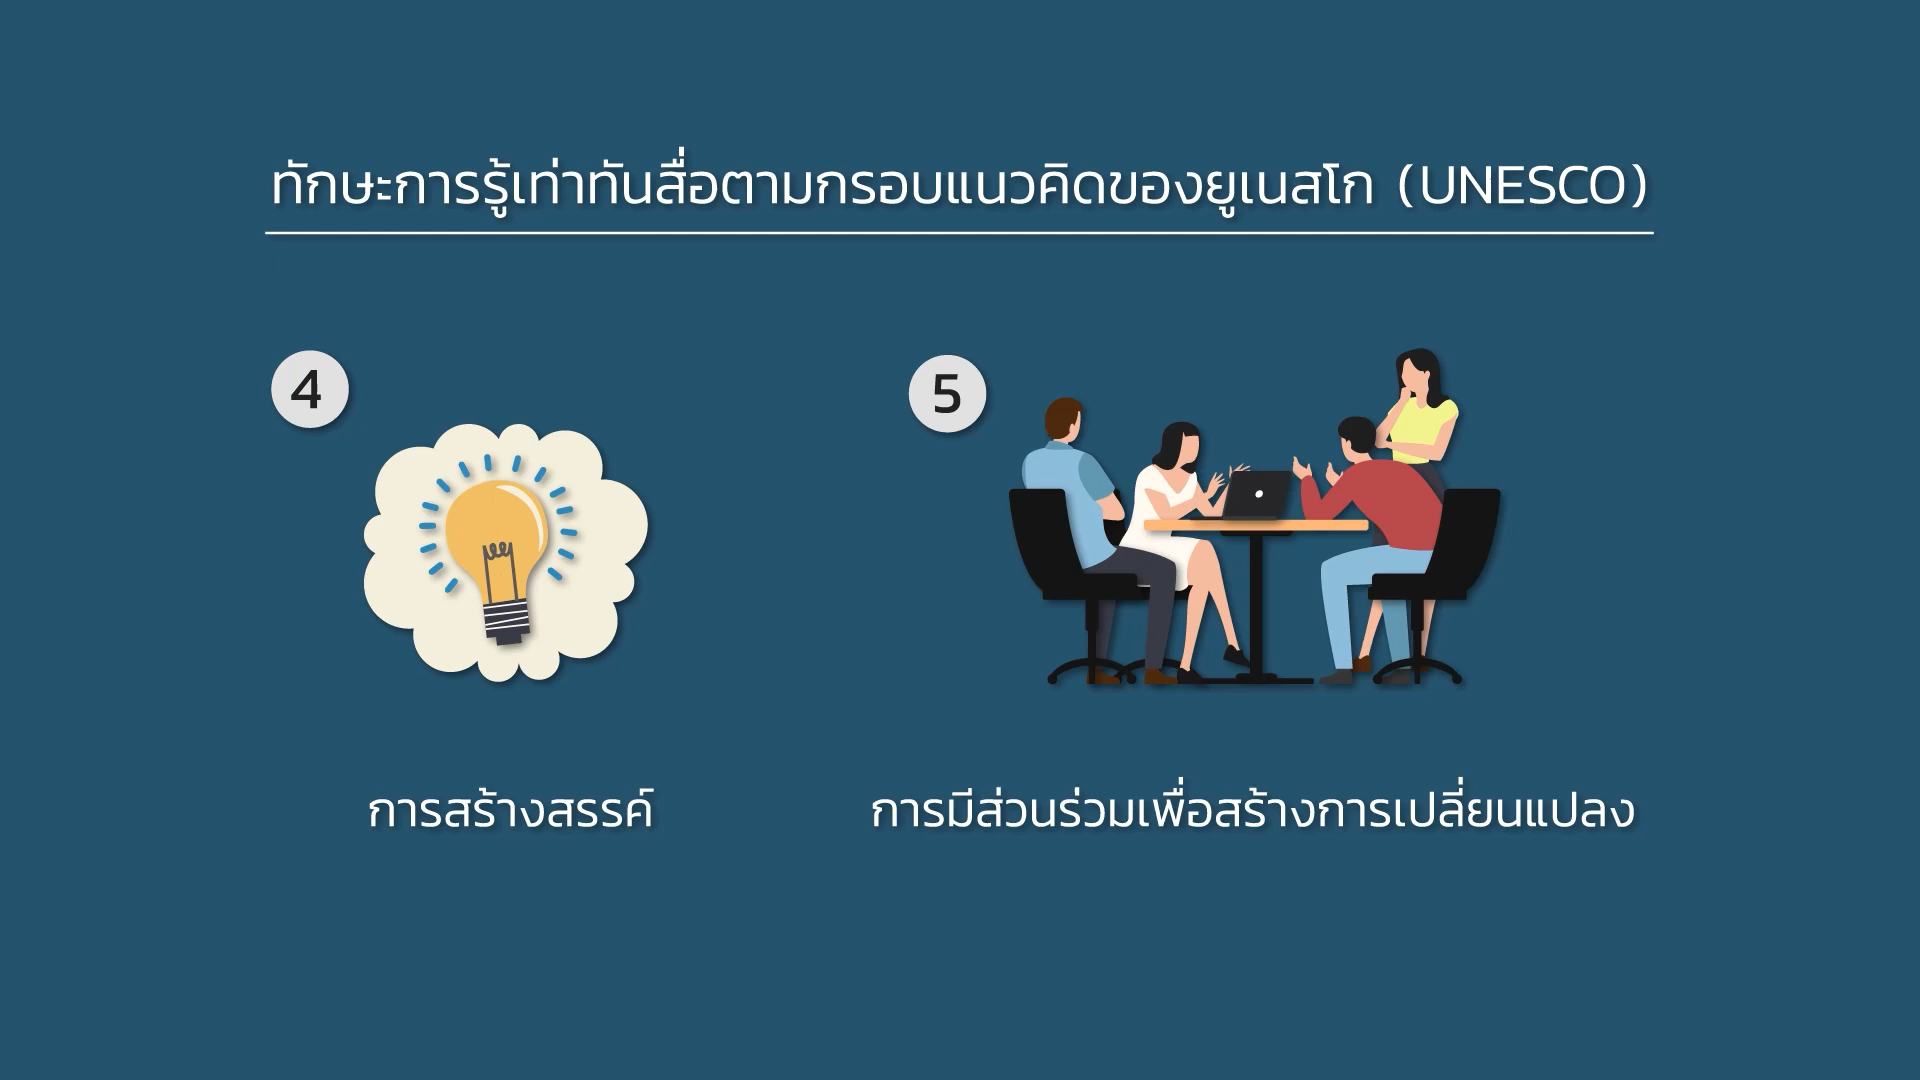 ทักษะการรู้เท่าทันสื่อตามกรอบแนวคิดของยูเนสโก (UNESCO)
4
5
การสร้างสรรค์
การมีส่วนร่วมเพื่อสร้างการเปลี่ยนแปลง